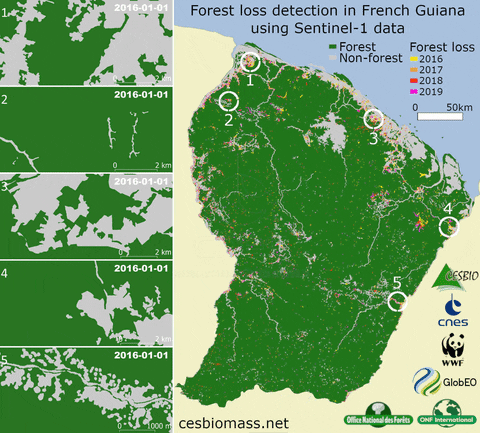 Forest loss detection in French Guiana
using Sentinel-1 data
Forest
Non-forest
Forest loss
2016
2017
2018
2019
0 50km
1
2
3
4
5
1
2016-01-01
0 2 km
2
2016-01-01
0 2 km
3
2016-01-01
0 2 km
4
2016-01-01
0 2 km
5
2016-01-01
0 1000 m
CESBIO
cnes
WWF
GlobEO
Office National des Forêts
ONF International
cesbiomass.net